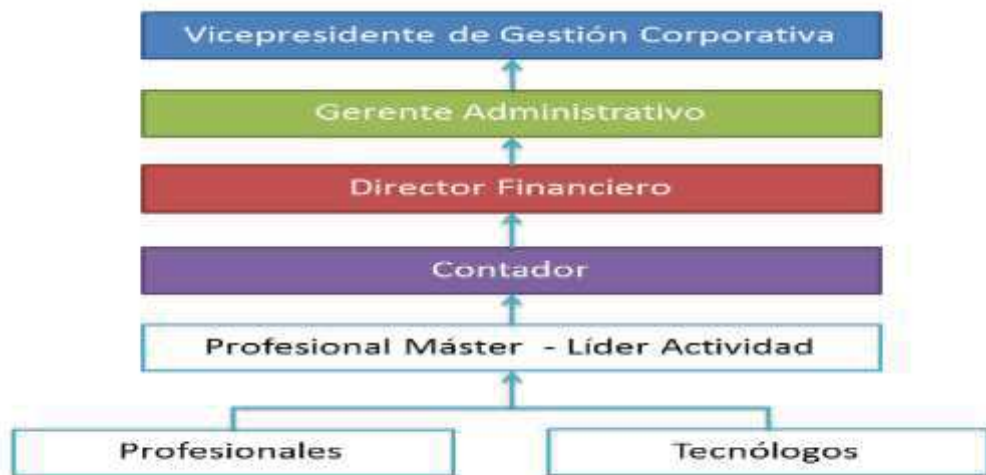 Vicepresidente de Gestión Corporativa
Gerente Administrativo
Director Financiero
Contador
Profesional Máster - Líder Actividad
Profesionales
Tecnólogos